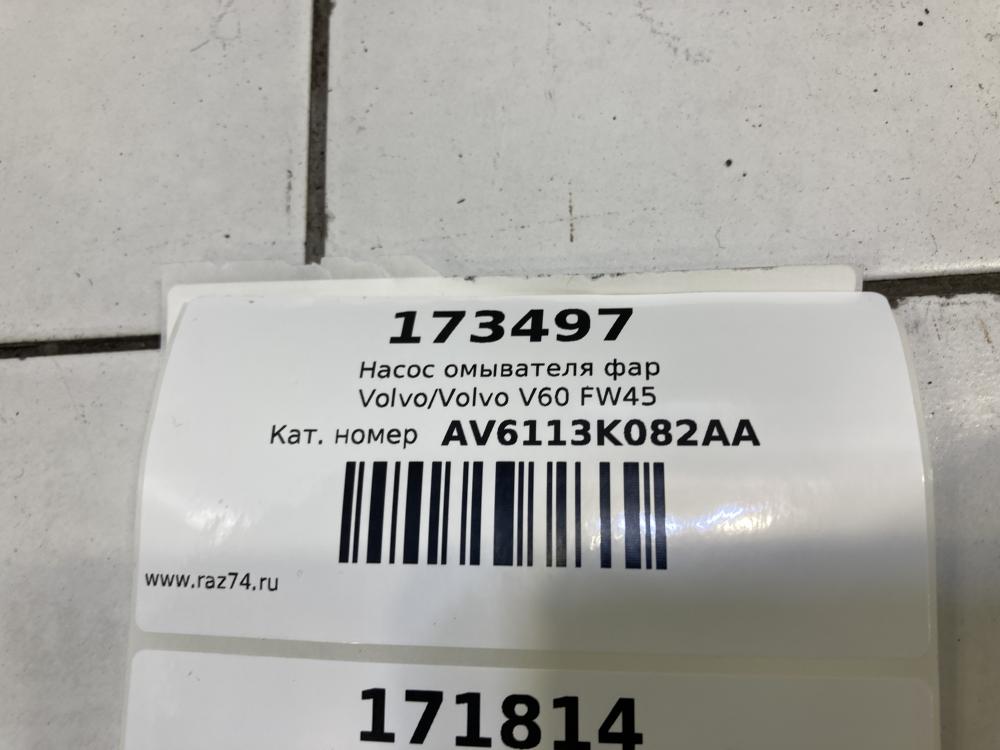 173497
Насос омывателя фар
Volvo/Volvo V60 FW45
Кат. номер AV6113K082AA
www.raz74.ru
171814